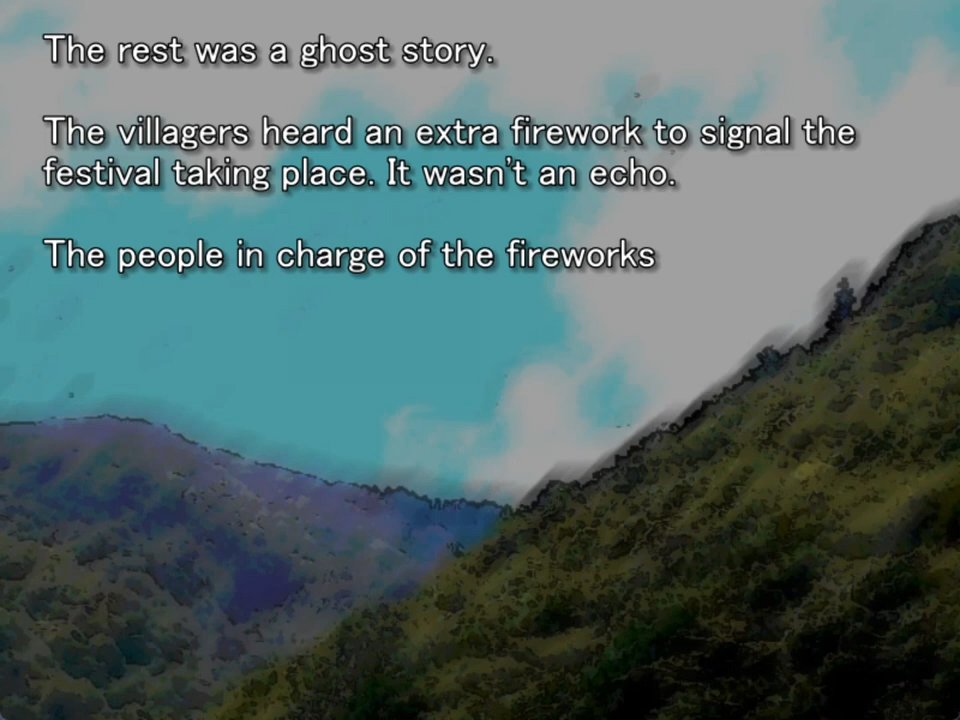 The rest was a ghost story.
The villagers heard an extra firework to signal the
festival taking place. It wasn't an echo.
The people in charge of the fireworks